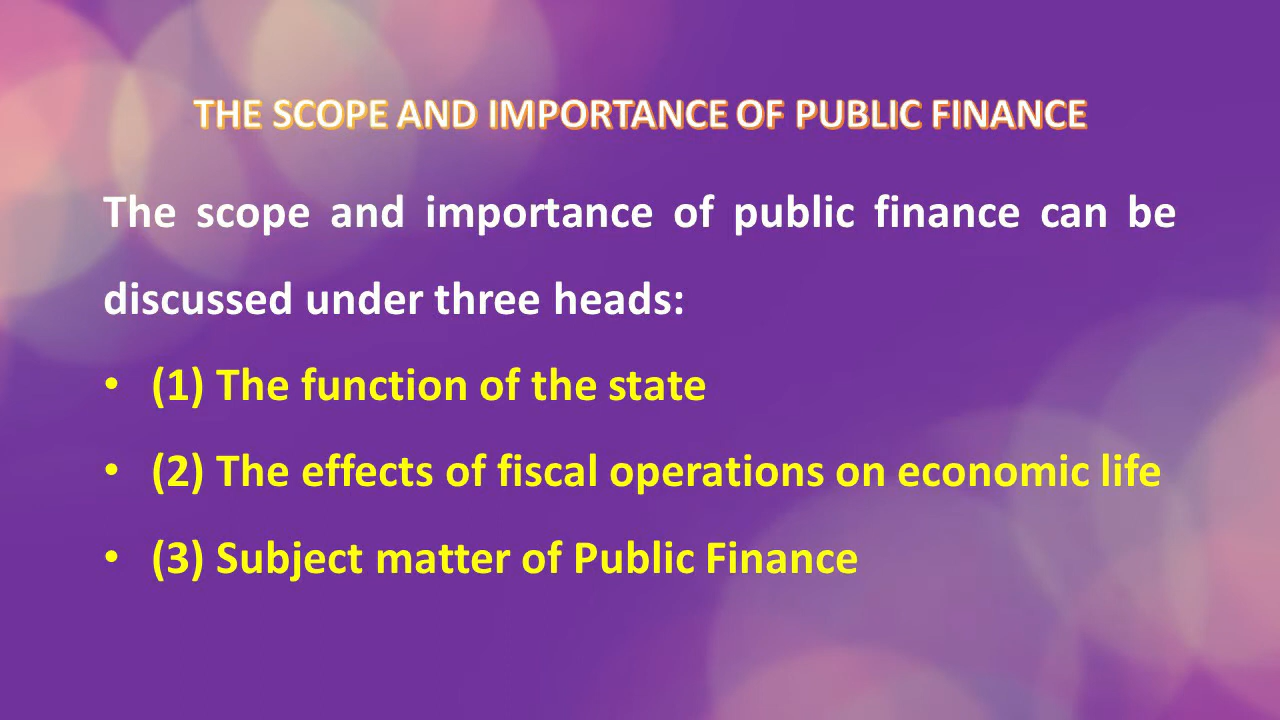 THE SCOPE AND IMPORTANCE OF PUBLIC FINANCE
The scope and importance of public finance can be
discussed under three heads:
• (1) The function of the state
• (2) The effects of fiscal operations on economic life
• (3) Subject matter of Public Finance